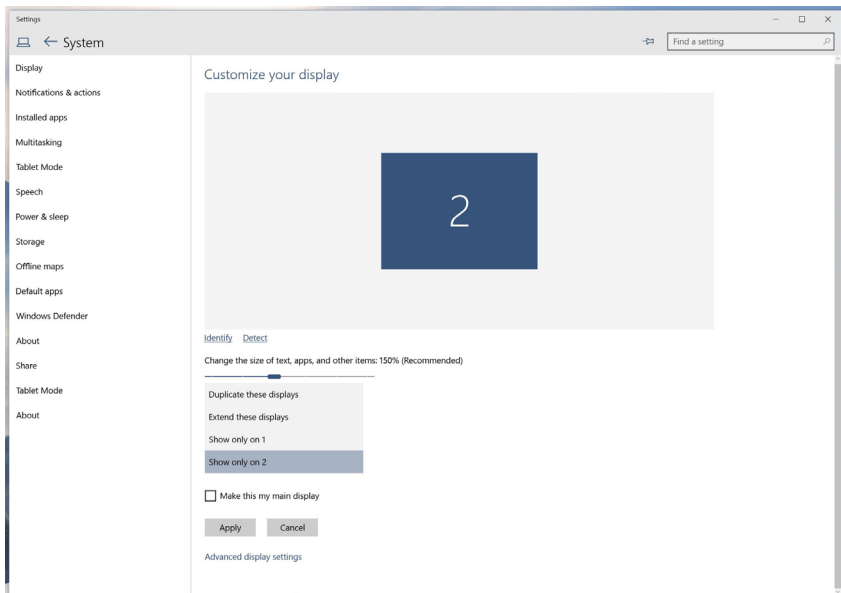 Settings
System
Find a setting
Display
Notifications & actions
Installed apps
Multitasking
Tablet Mode
Speech
Power & sleep
Storage
Offline maps
Default apps
Windows Defender
About
Share
Tablet Mode
About
Customize your display
2
Identify Detect
Change the size of text, apps, and other items: 150% (Recommended)
Duplicate these displays
Extend these displays
Show only on 1
Show only on 2
Make this my main display
Apply Cancel
Advanced display settings